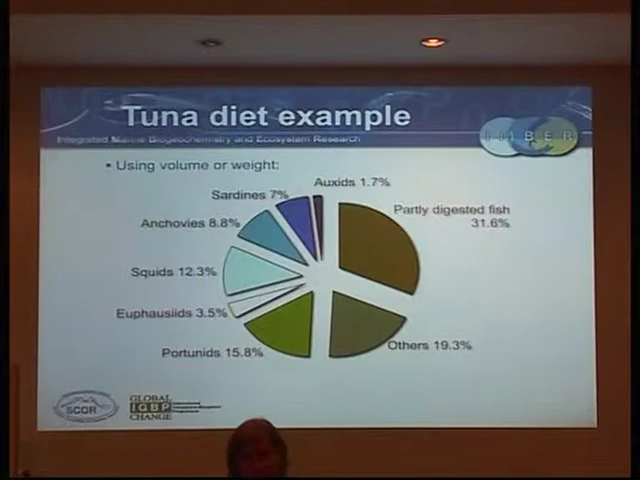 Tuna diet example
Integrated Marine Biogeochemistry and Ecosystem Research
IMBER
• Using volume or weight:
Auxids 1.7%
Sardines 7%
Partly digested fish
31.6%
Anchovies 8.8%
Squids 12.3%
Euphausiids 3.5%
Others 19.3%
Portunids 15.8%
SCOR
GLOBAL
IGBP
CHANGE